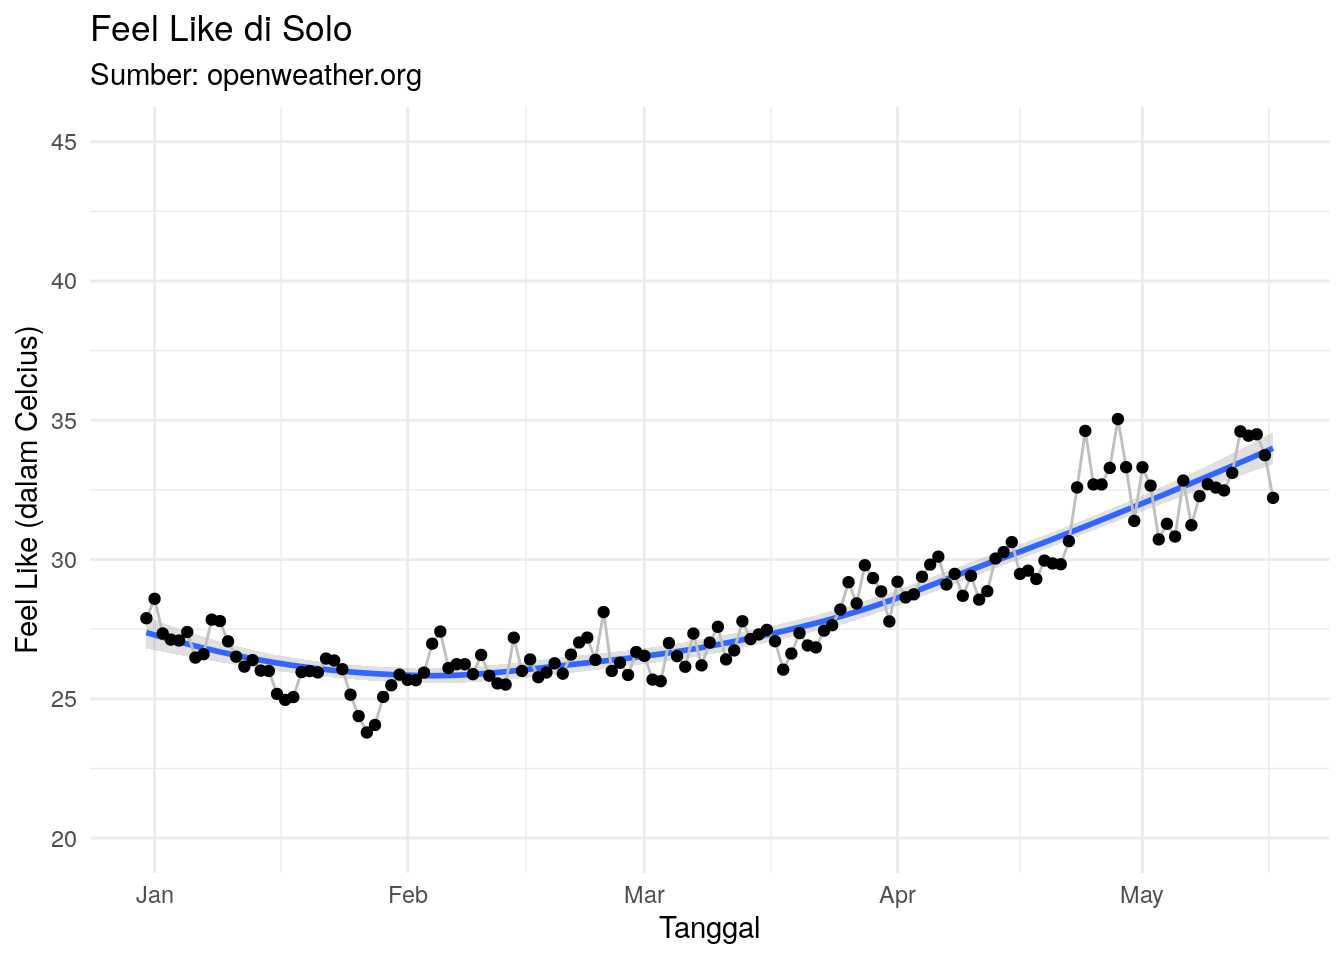 Feel Like di Solo
Sumber: openweather.org
Feel Like (dalam Celcius)
45
40
35
30
25
20
Jan Feb Mar Apr May
Tanggal